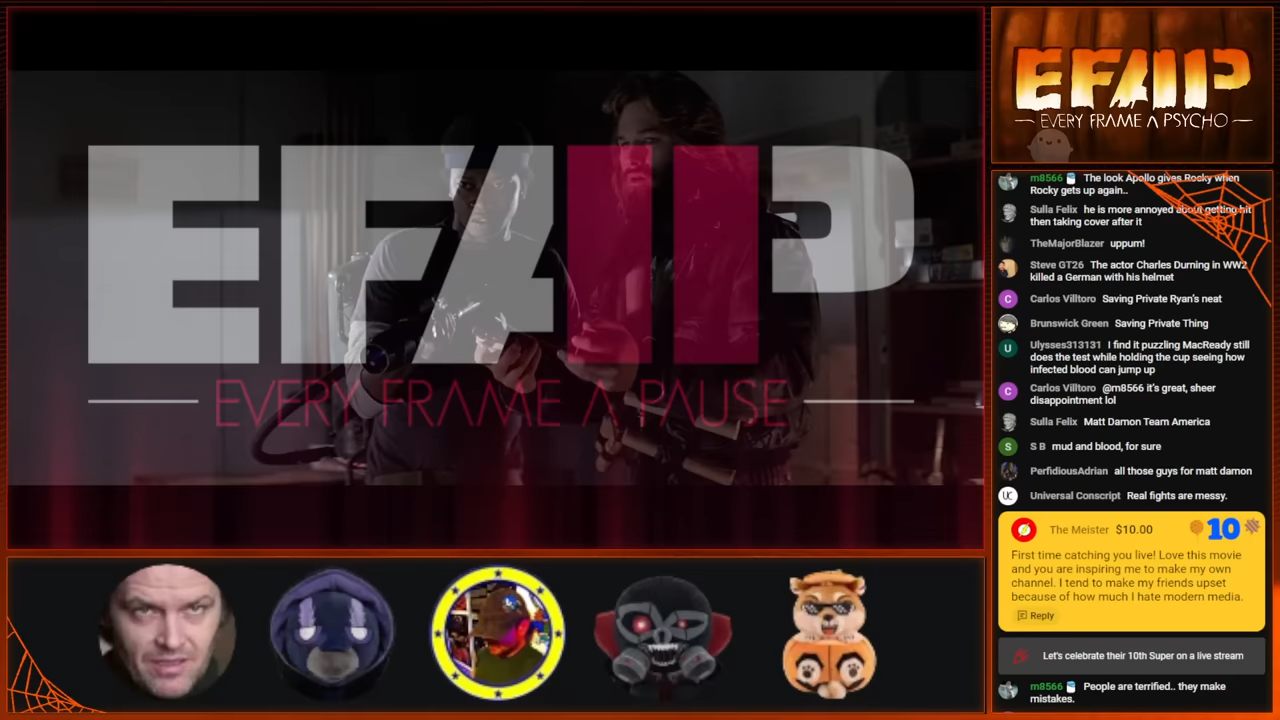 EFAP
EVERY FRAME A PAUSE
EFAP
EVERY FRAME A PSYCHO
m8566 The look Apollo gives Rocky when
Rocky gets up again..
Sulla Felix he is more annoyed about getting hit
then taking cover after it
TheMajorBlazer uppum!
Steve GT26 The actor Charles Durning in WW2
killed a German with his helmet
C Carlos Villtoro Saving Private Ryan's neat
Brunswick Green Saving Private Thing
U Ulysses313131 I find it puzzling MacReady still
does the test while holding the cup seeing how
infected blood can jump up
C Carlos Villtoro @m8566 it's great, sheer
disappointment lol
Sulla Felix Matt Damon Team America
S S B mud and blood, for sure
PerfidiousAdrian all those guys for matt damon
UC Universal Conscript Real fights are messy.
The Meister $10.00 10
First time catching you live! Love this movie
and you are inspiring me to make my own
channel. I tend to make my friends upset
because of how much I hate modern media.
Reply
Let's celebrate their 10th Super on a live stream
m8566 People are terrified.. they make
mistakes.